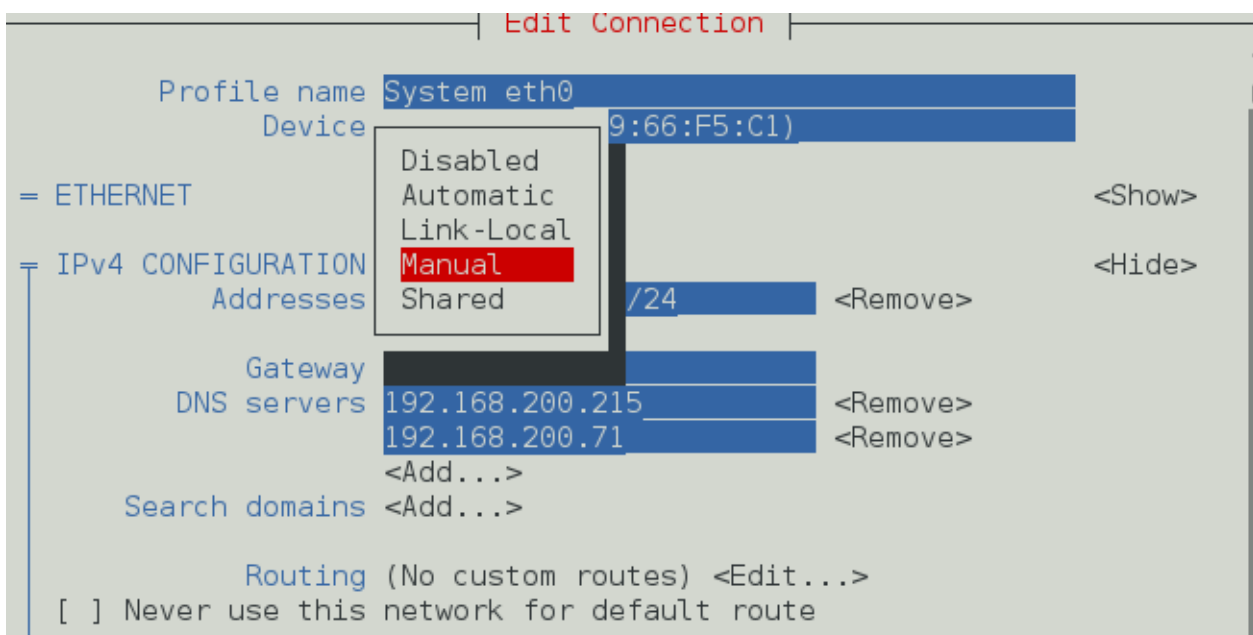 Edit Connection
Profile name System eth0
Device 9:66:F5:C1)
Disabled
= ETHERNET Automatic <Show>
Link-Local
= IPv4 CONFIGURATION Manual <Hide>
Addresses Shared /24 <Remove>
Gateway
DNS servers 192.168.200.215 <Remove>
192.168.200.71 <Remove>
<Add...>
Search domains <Add...>
Routing (No custom routes) <Edit...>
[ ] Never use this network for default route